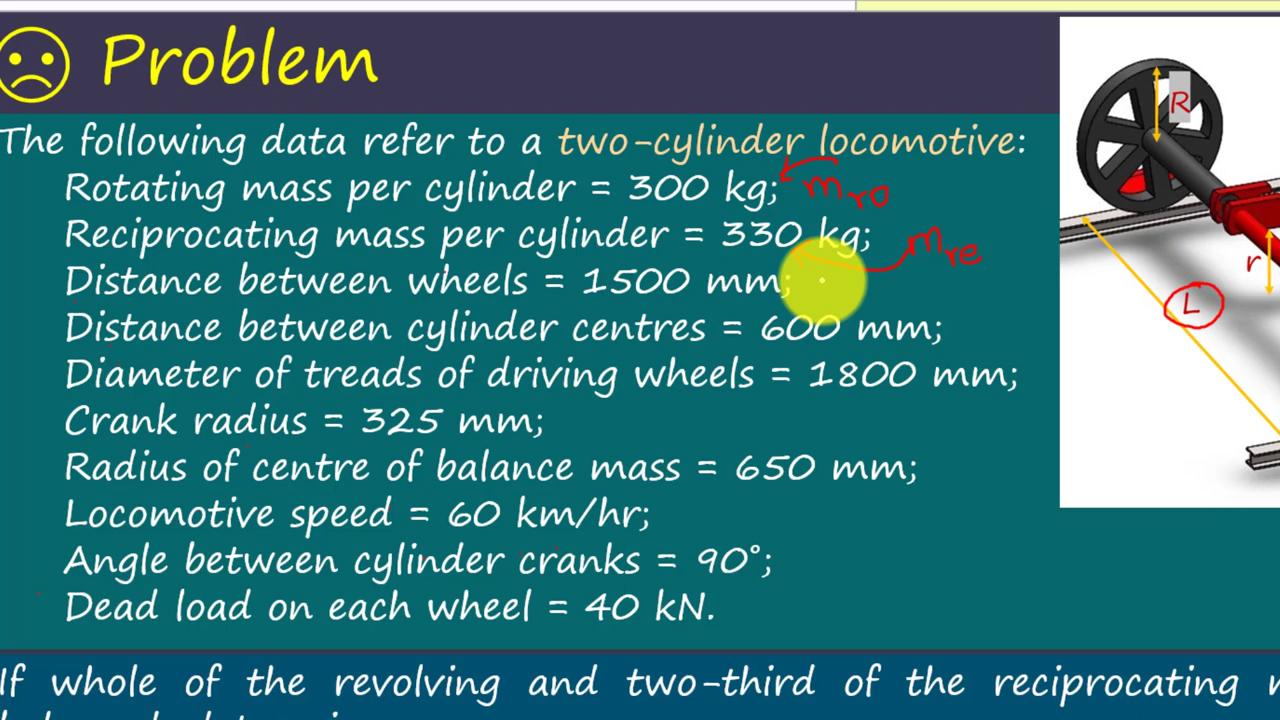 Problem
The following data refer to a two-cylinder locomotive:
Rotating mass per cylinder = 300 kg; m_ro
Reciprocating mass per cylinder = 330 kg; m_re
Distance between wheels = 1500 mm;
Distance between cylinder centres = 600 mm;
Diameter of treads of driving wheels = 1800 mm;
Crank radius = 325 mm;
Radius of centre of balance mass = 650 mm;
Locomotive speed = 60 km/hr;
Angle between cylinder cranks = 90°;
Dead load on each wheel = 40 kN.
If whole of the revolving and two-third of the reciprocating
R
r
L